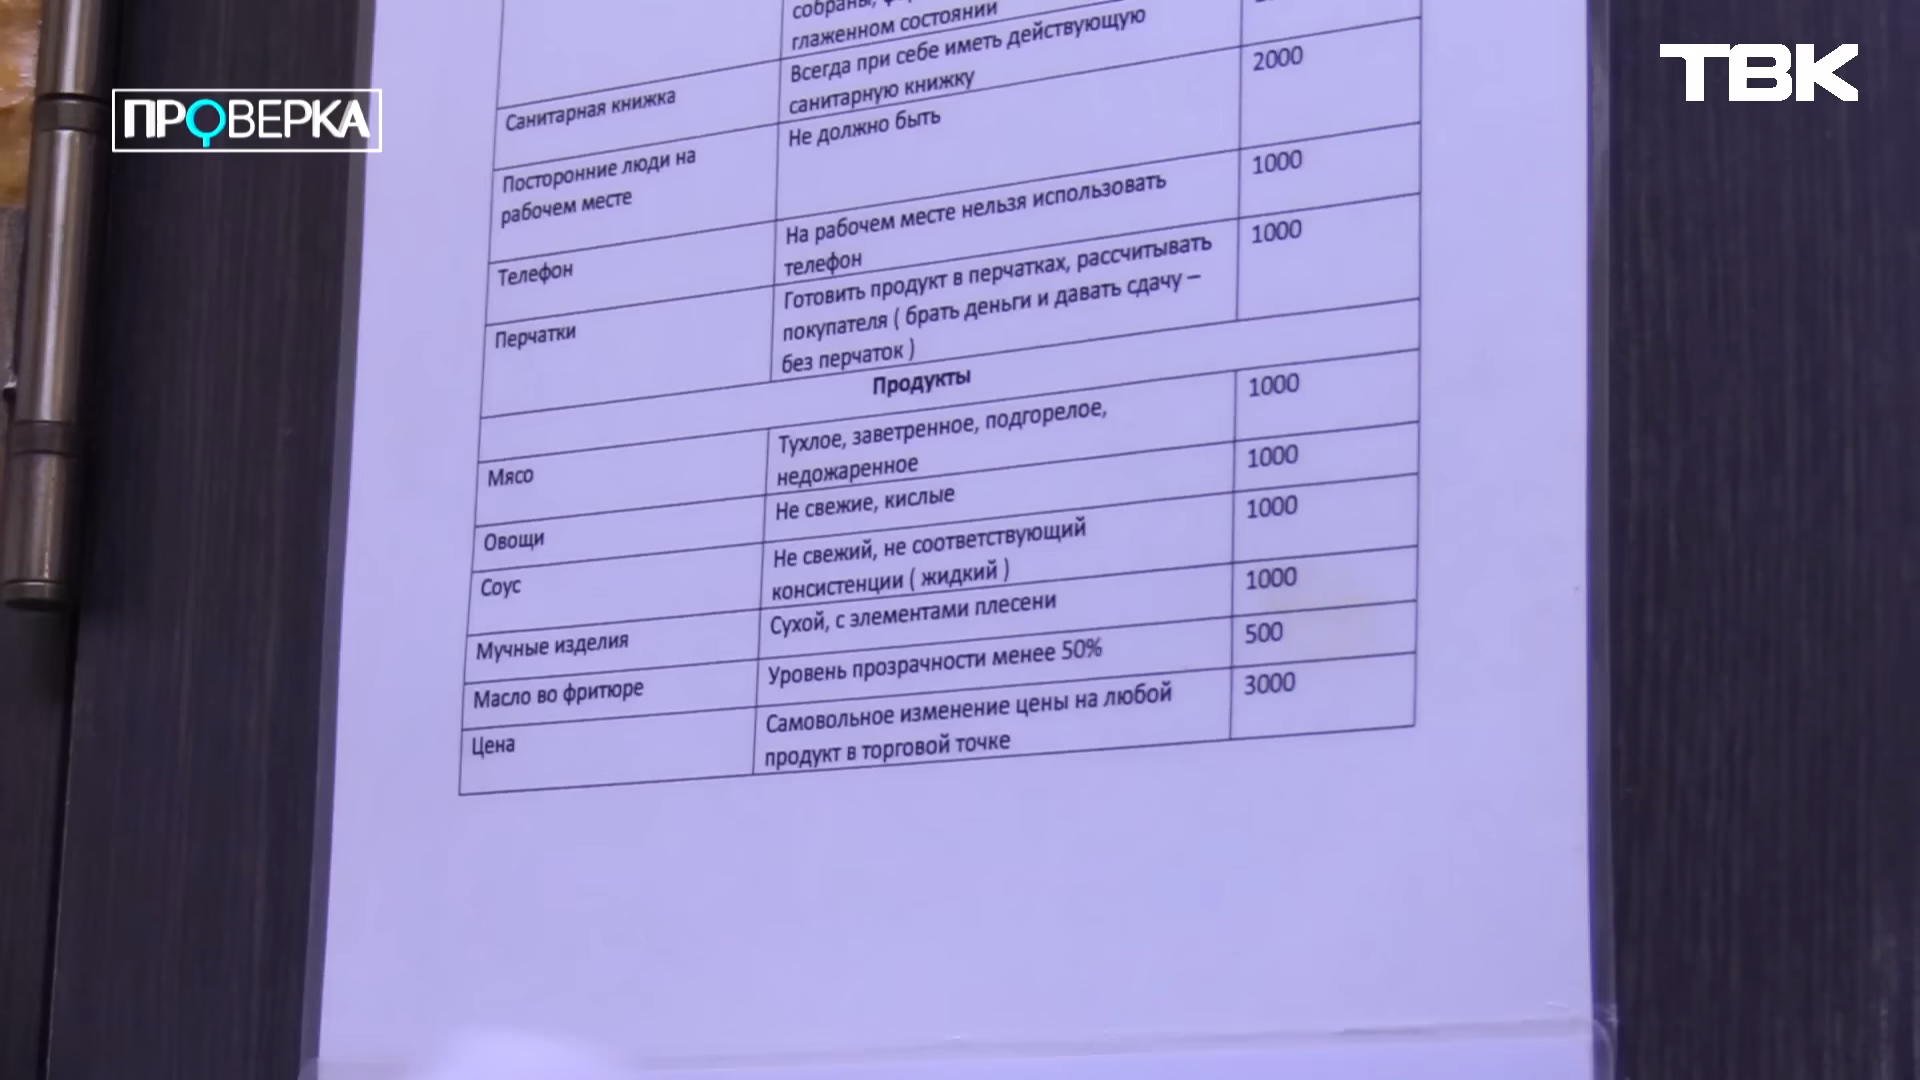 ПРОВЕРКА
ТВК
собраны,
глаженном состоянии
Санитарная книжка
Всегда при себе иметь действующую
санитарную книжку
2000
Посторонние люди на
рабочем месте
Не должно быть
1000
Телефон
На рабочем месте нельзя использовать
телефон
1000
Перчатки
Готовить продукт в перчатках, рассчитывать
покупателя ( брать деньги и давать сдачу –
без перчаток )
Продукты
Мясо
Тухлое, заветренное, подгорелое,
недожаренное
1000
Овощи
Не свежие, кислые
1000
Соус
Не свежий, не соответствующий
консистенции ( жидкий )
1000
Мучные изделия
Сухой, с элементами плесени
1000
Масло во фритюре
Уровень прозрачности менее 50%
500
Цена
Самовольное изменение цены на любой
продукт в торговой точке
3000